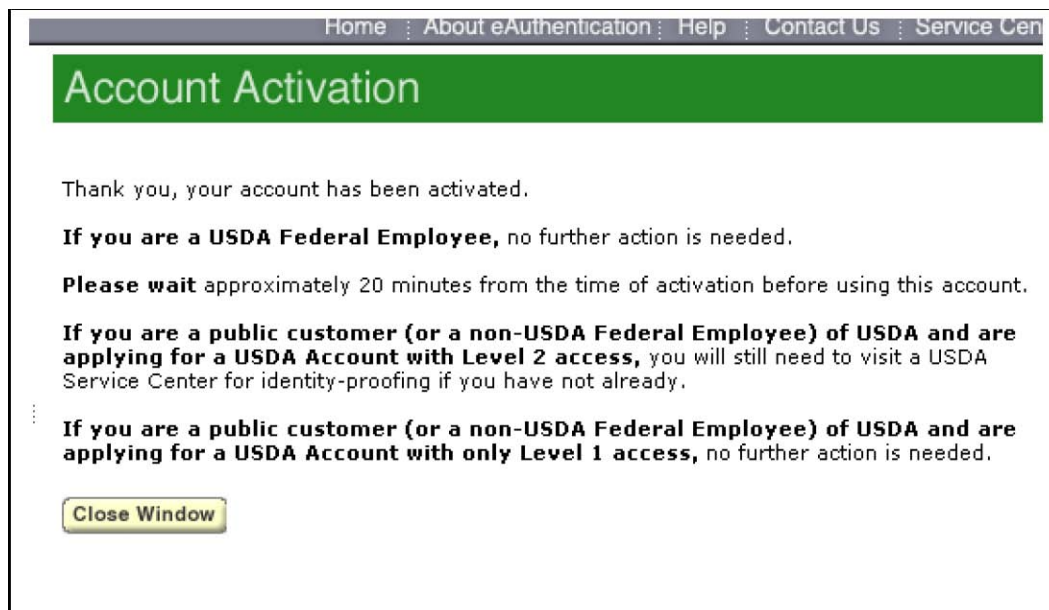 Home About eAuthentication Help Contact Us Service Cen
Account Activation
Thank you, your account has been activated.
If you are a USDA Federal Employee, no further action is needed.
Please wait approximately 20 minutes from the time of activation before using this account.
If you are a public customer (or a non-USDA Federal Employee) of USDA and are
applying for a USDA Account with Level 2 access, you will still need to visit a USDA
Service Center for identity-proofing if you have not already.
If you are a public customer (or a non-USDA Federal Employee) of USDA and are
applying for a USDA Account with only Level 1 access, no further action is needed.
Close Window